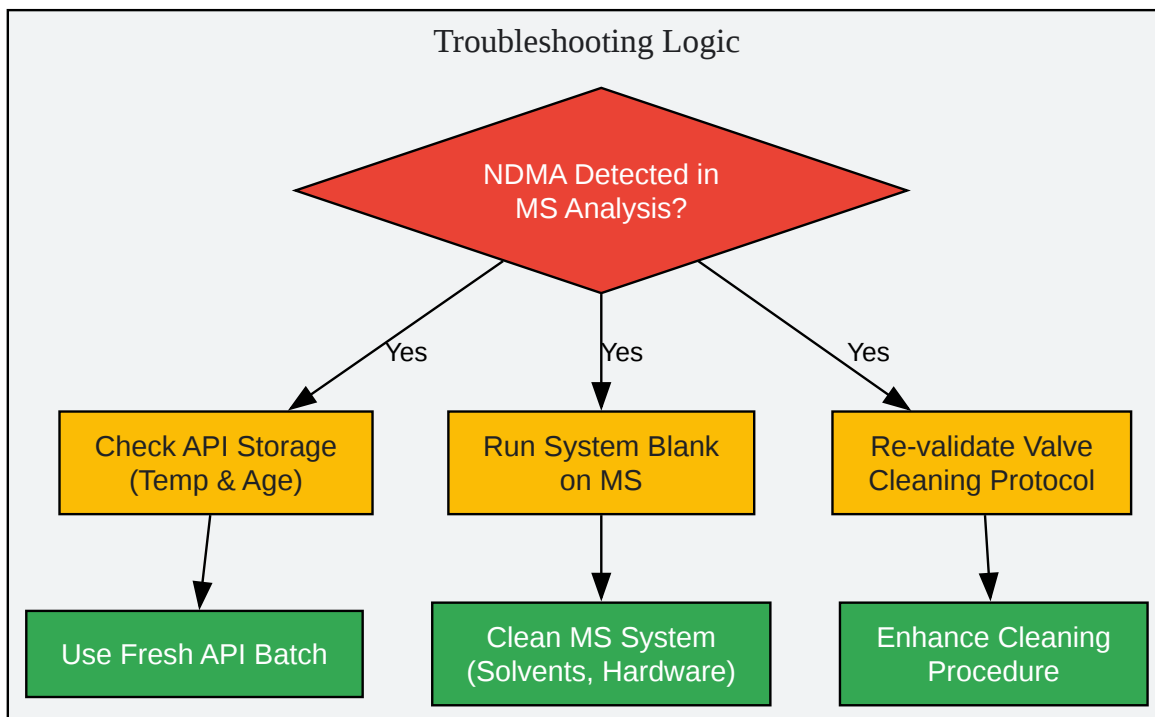 Troubleshooting Logic
NDMA Detected in
MS Analysis?
Yes
Yes
Yes
Check API Storage
(Temp & Age)
Run System Blank
on MS
Re-validate Valve
Cleaning Protocol
Use Fresh API Batch
Clean MS System
(Solvents, Hardware)
Enhance Cleaning
Procedure